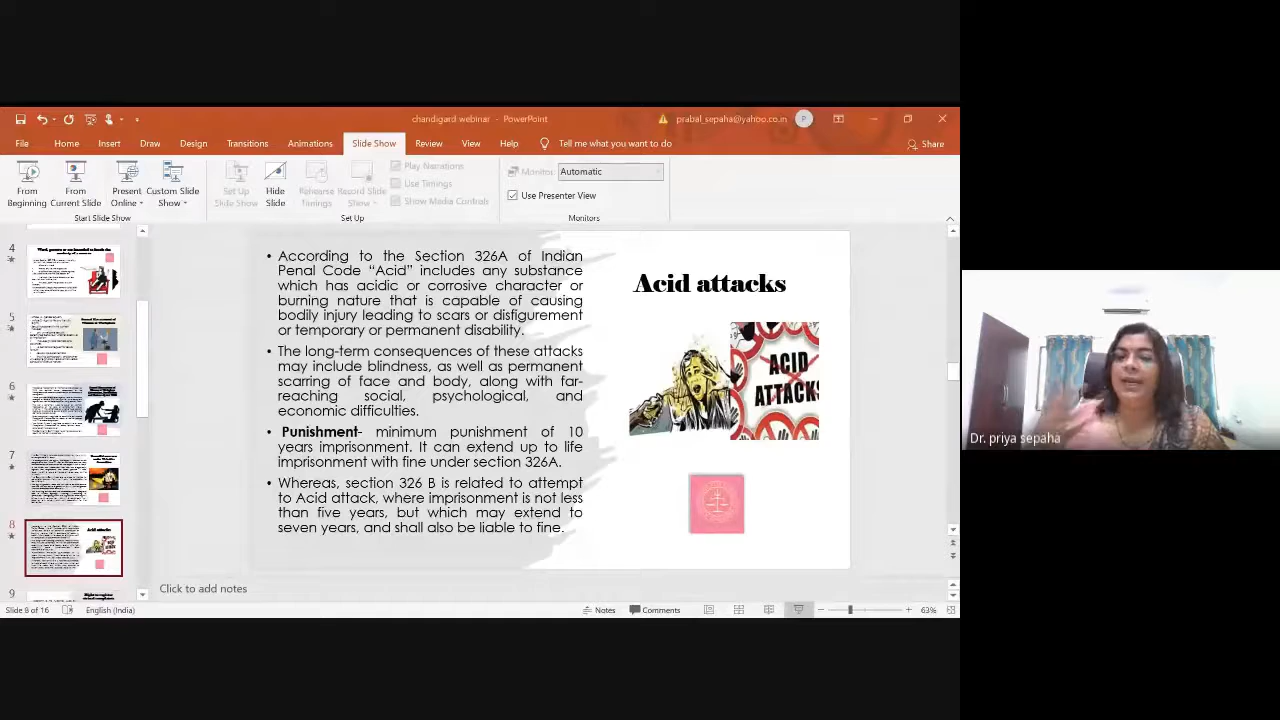 chandigard webinar - PowerPoint
prabal_sepaha@yahoo.co.in
P
File Home Insert Draw Design Transitions Animations Slide Show Review View Help Tell me what you want to do
Share
From Beginning
From Current Slide
Present Online
Custom Slide Show
Set Up Slide Show
Hide Slide
Rehearse Timings
Record Slide Show
Play Narrations
Use Timings
Show Media Controls
Monitor: Automatic
Use Presenter View
Start Slide Show
Set Up
Monitors
4
5
6
7
8
9
• According to the Section 326A of Indian
Penal Code “Acid” includes any substance
which has acidic or corrosive character or
burning nature that is capable of causing
bodily injury leading to scars or disfigurement
or temporary or permanent disability.
• The long-term consequences of these attacks
may include blindness, as well as permanent
scarring of face and body, along with far-
reaching social, psychological, and
economic difficulties.
• Punishment- minimum punishment of 10
years imprisonment. It can extend up to life
imprisonment with fine under section 326A.
• Whereas, section 326 B is related to attempt
to Acid attack, where imprisonment is not less
than five years, but which may extend to
seven years, and shall also be liable to fine.
Acid attacks
ACID
ATTACKS
Click to add notes
Slide 8 of 16
English (India)
Notes
Comments
63%
Dr. priya sepaha